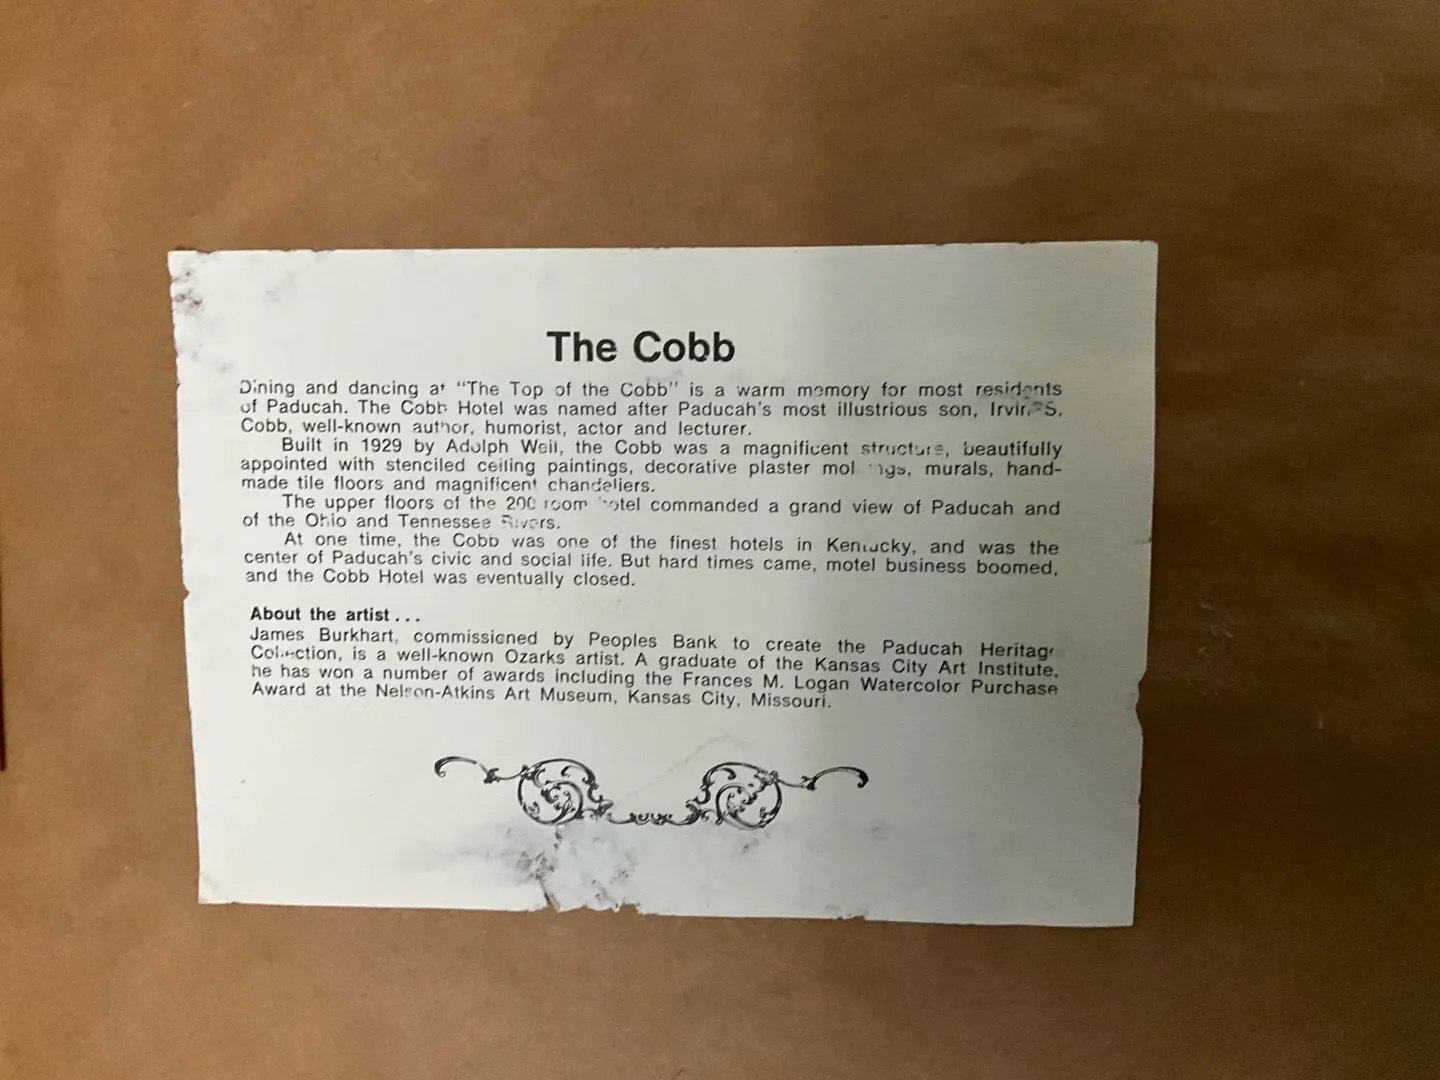 The Cobb
Dining and dancing at "The Top of the Cobb" is a warm memory for most residents
of Paducah. The Cobb Hotel was named after Paducah's most illustrious son, Irvin S.
Cobb, well-known author, humorist, actor and lecturer.
Built in 1929 by Adolph Weil, the Cobb was a magnificent structure, beautifully
appointed with stenciled ceiling paintings, decorative plaster moldings, murals, hand-
made tile floors and magnificent chandeliers.
The upper floors of the 200 room hotel commanded a grand view of Paducah and
of the Ohio and Tennessee Rivers.
At one time, the Cobb was one of the finest hotels in Kentucky, and was the
center of Paducah's civic and social life. But hard times came, motel business boomed,
and the Cobb Hotel was eventually closed.
About the artist...
James Burkhart, commissioned by Peoples Bank to create the Paducah Heritage
Collection, is a well-known Ozarks artist. A graduate of the Kansas City Art Institute,
he has won a number of awards including the Frances M. Logan Watercolor Purchase
Award at the Nelson-Atkins Art Museum, Kansas City, Missouri.